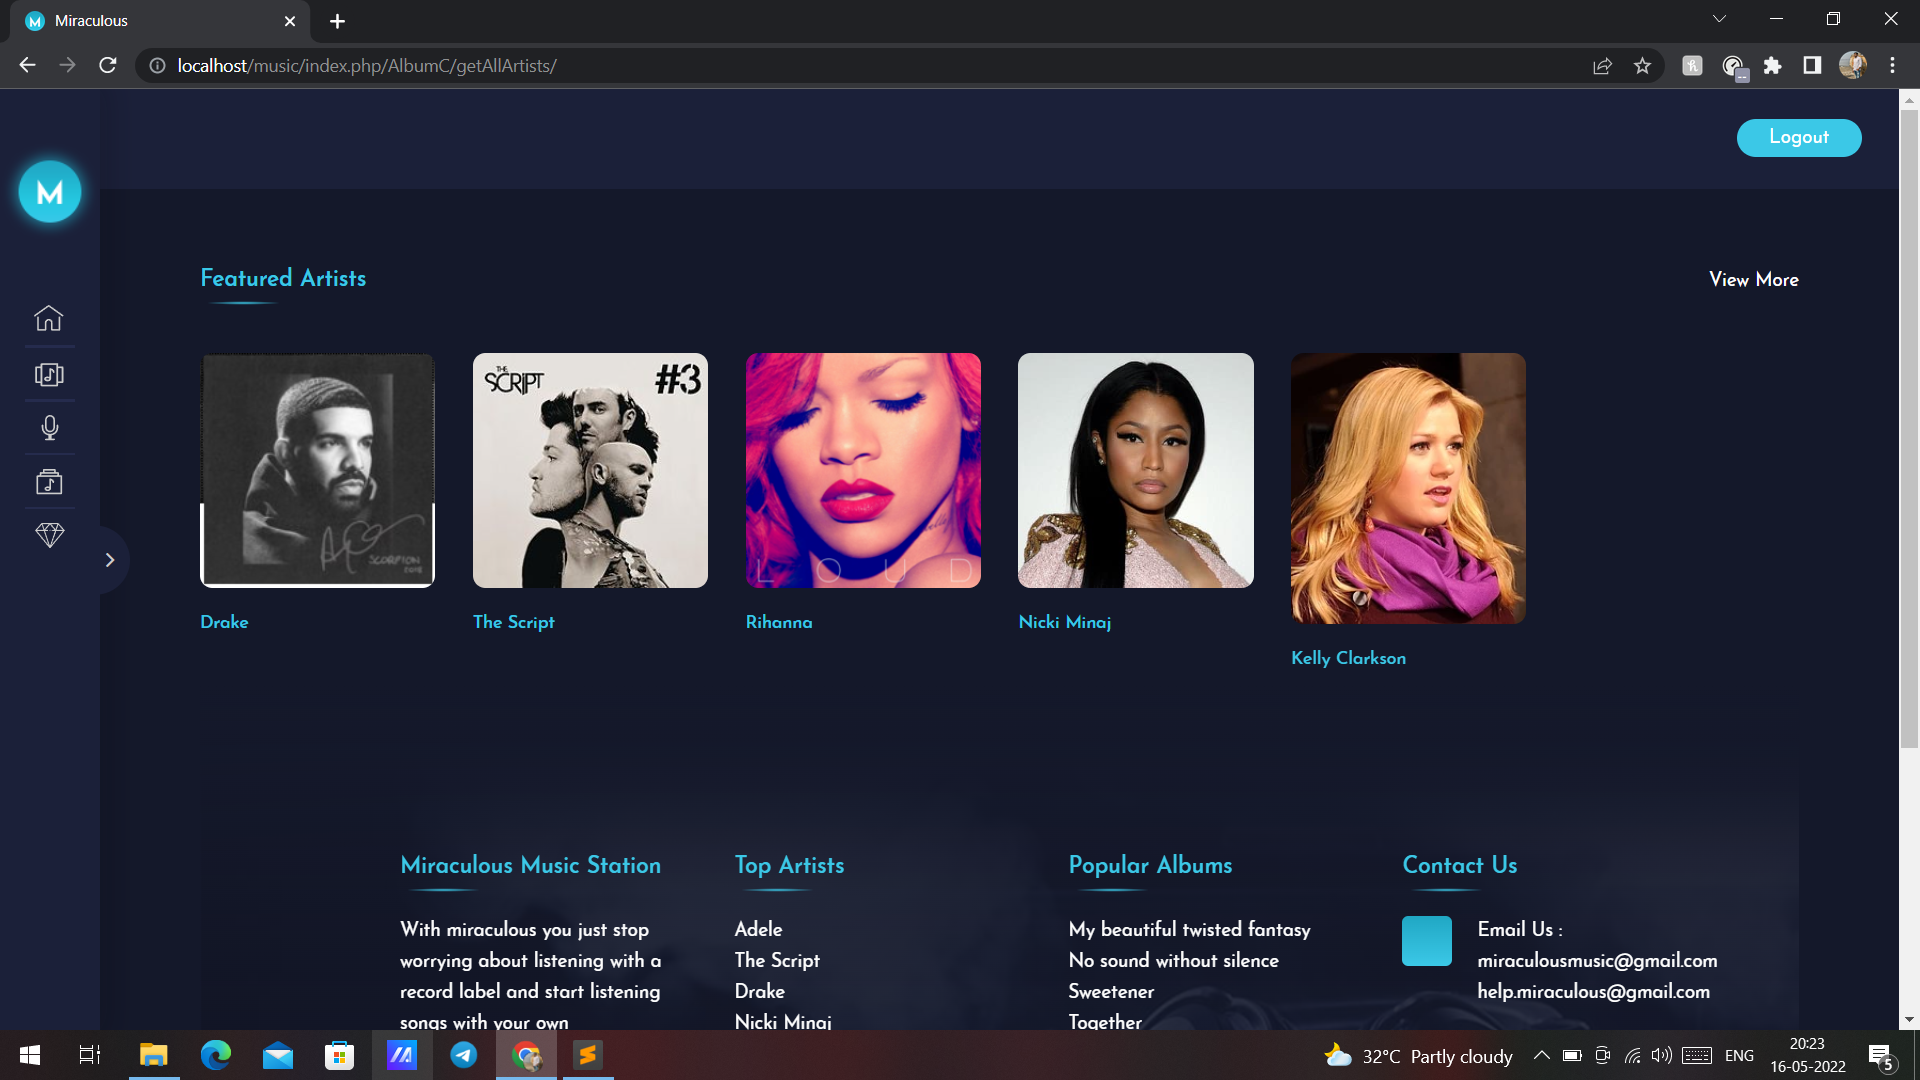 Miraculous
localhost/music/index.php/AlbumC/getAllArtists/
Logout
M
Featured Artists
View More
THE SCRIPT #3
SCORPION
2018
LOUD
Drake
The Script
Rihanna
Nicki Minaj
Kelly Clarkson
Miraculous Music Station
With miraculous you just stop
worrying about listening with a
record label and start listening
songs with your own
Top Artists
Adele
The Script
Drake
Nicki Minaj
Popular Albums
My beautiful twisted fantasy
No sound without silence
Sweetener
Together
Contact Us
Email Us :
miraculousmusic@gmail.com
help.miraculous@gmail.com
32°C Partly cloudy
ENG
20:23
16-05-2022
5